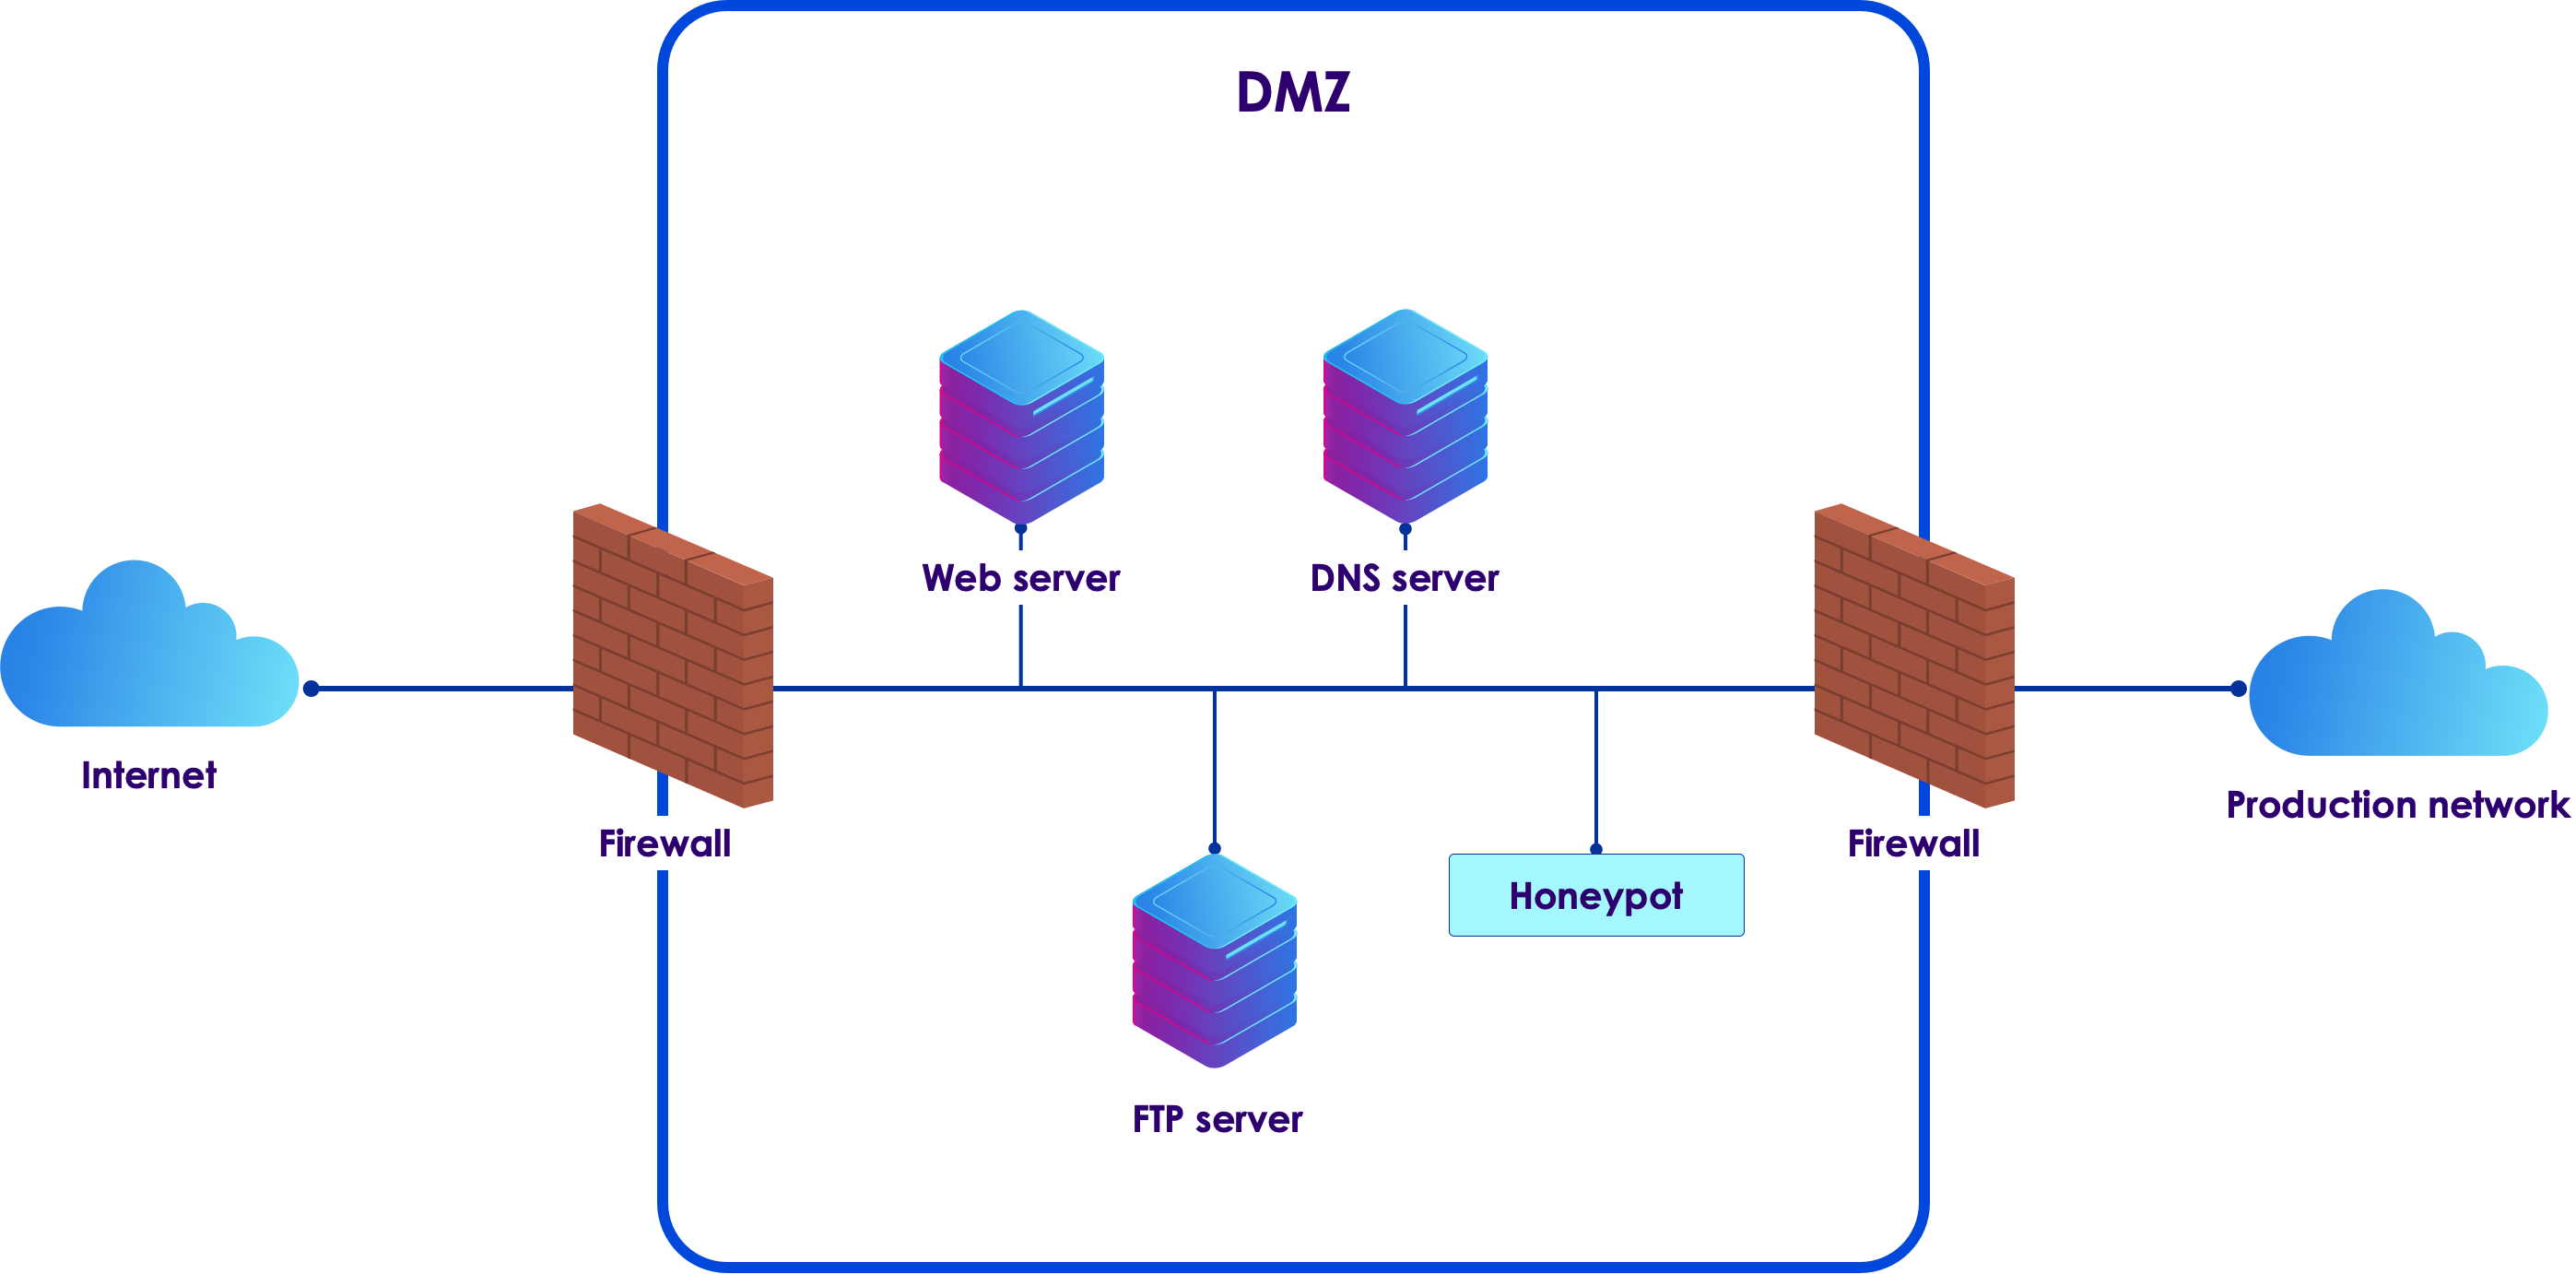 DMZ
Web server
DNS server
Internet
Firewall
Firewall
Production network
Honeypot
FTP server